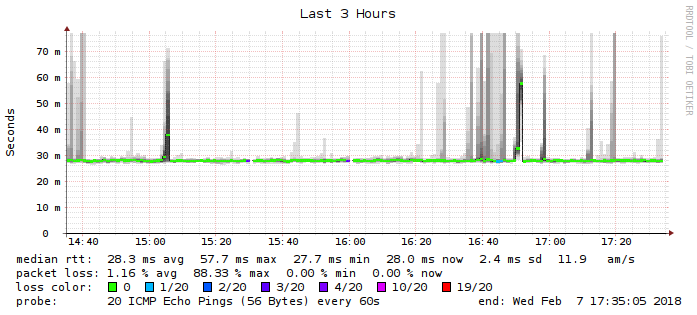 Last 3 Hours
RRDTOOL / TOBI OETIKER
Seconds
70 m
60 m
50 m
40 m
30 m
20 m
10 m
0
14:40 15:00 15:20 15:40 16:00 16:20 16:40 17:00 17:20
median rtt: 28.3 ms avg 57.7 ms max 27.7 ms min 28.0 ms now 2.4 ms sd 11.9 am/s
packet loss: 1.16 % avg 88.33 % max 0.00 % min 0.00 % now
loss color: 0 1/20 2/20 3/20 4/20 10/20 19/20
probe: 20 ICMP Echo Pings (56 Bytes) every 60s end: Wed Feb 7 17:35:05 2018